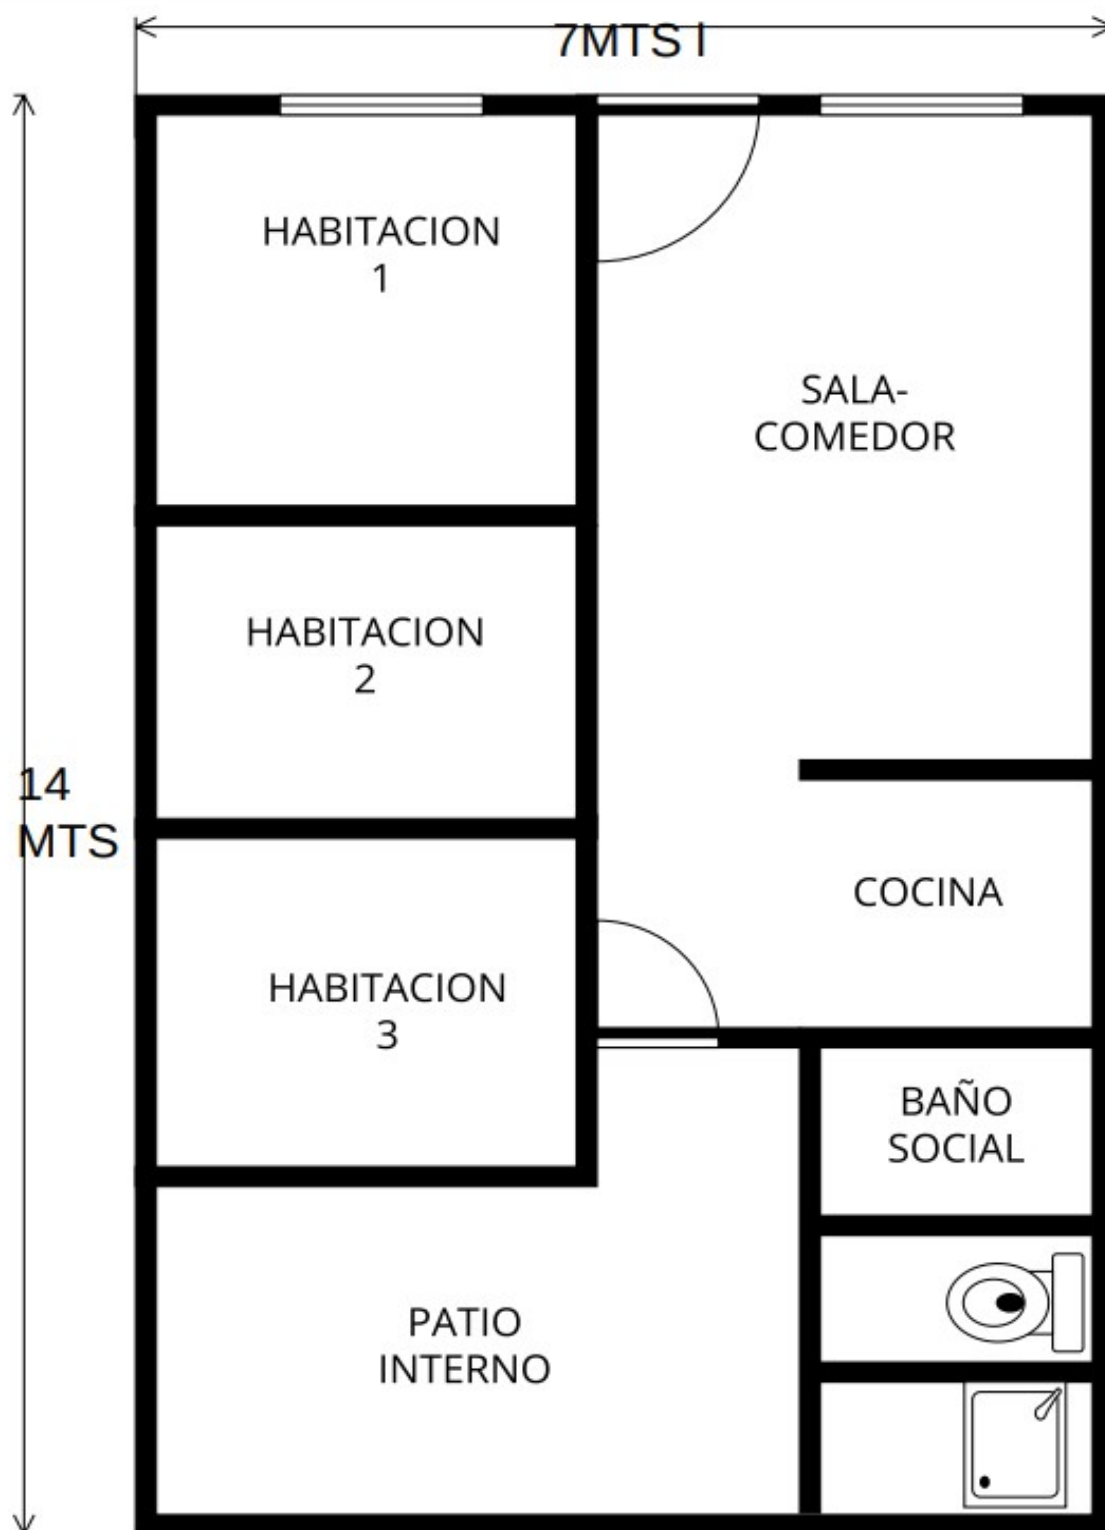 7MTS l
HABITACION
1
SALA-
COMEDOR
HABITACION
2
14
MTS
COCINA
HABITACION
3
BAÑO
SOCIAL
PATIO
INTERNO